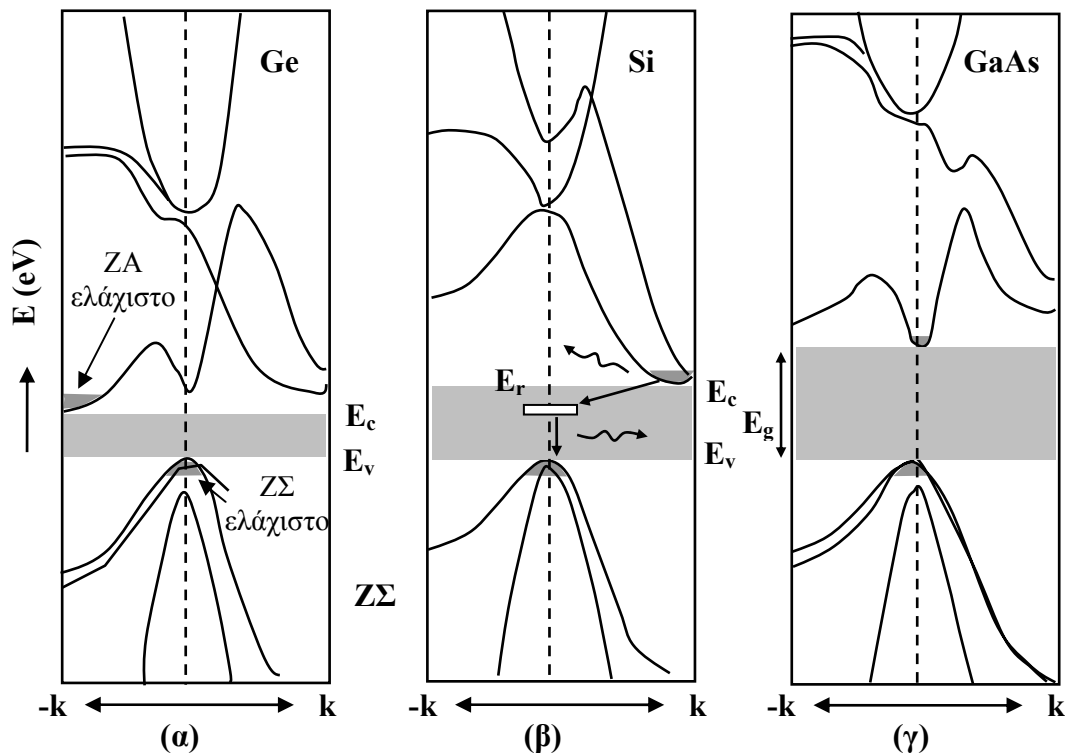 Ge
Si
GaAs
E (eV)
ΖΑ
ελάχιστο
E_r
E_c
E_v
ΖΣ
ελάχιστο
ΖΣ
E_c
E_v
E_g
-k
k
-k
k
-k
k
(α)
(β)
(γ)